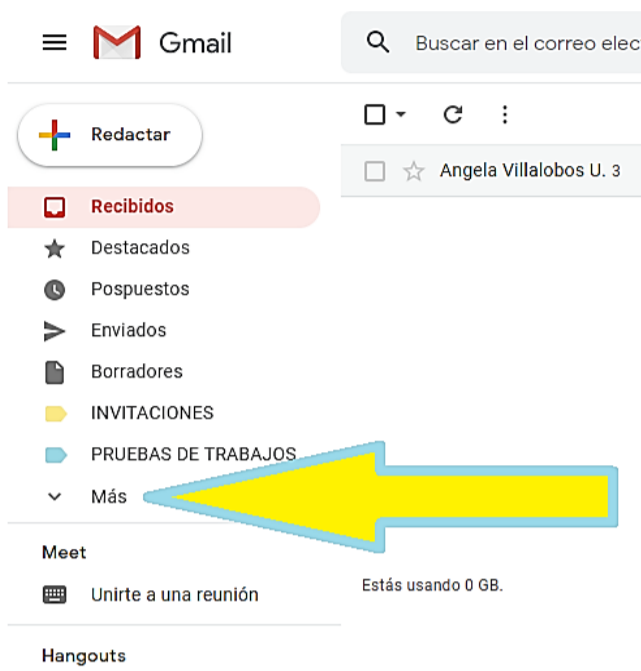 Gmail
Buscar en el correo elec
Redactar
Angela Villalobos U. 3
Recibidos
Destacados
Pospuestos
Enviados
Borradores
INVITACIONES
PRUEBAS DE TRABAJOS
Más
Meet
Unirte a una reunión
Estás usando 0 GB.
Hangouts